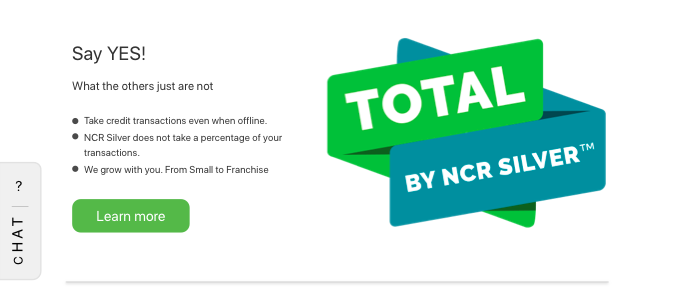 Say YES!
What the others just are not
Take credit transactions even when offline.
NCR Silver does not take a percentage of your
transactions.
We grow with you. From Small to Franchise
Learn more
TOTAL
BY NCR SILVER™
?
CHAT